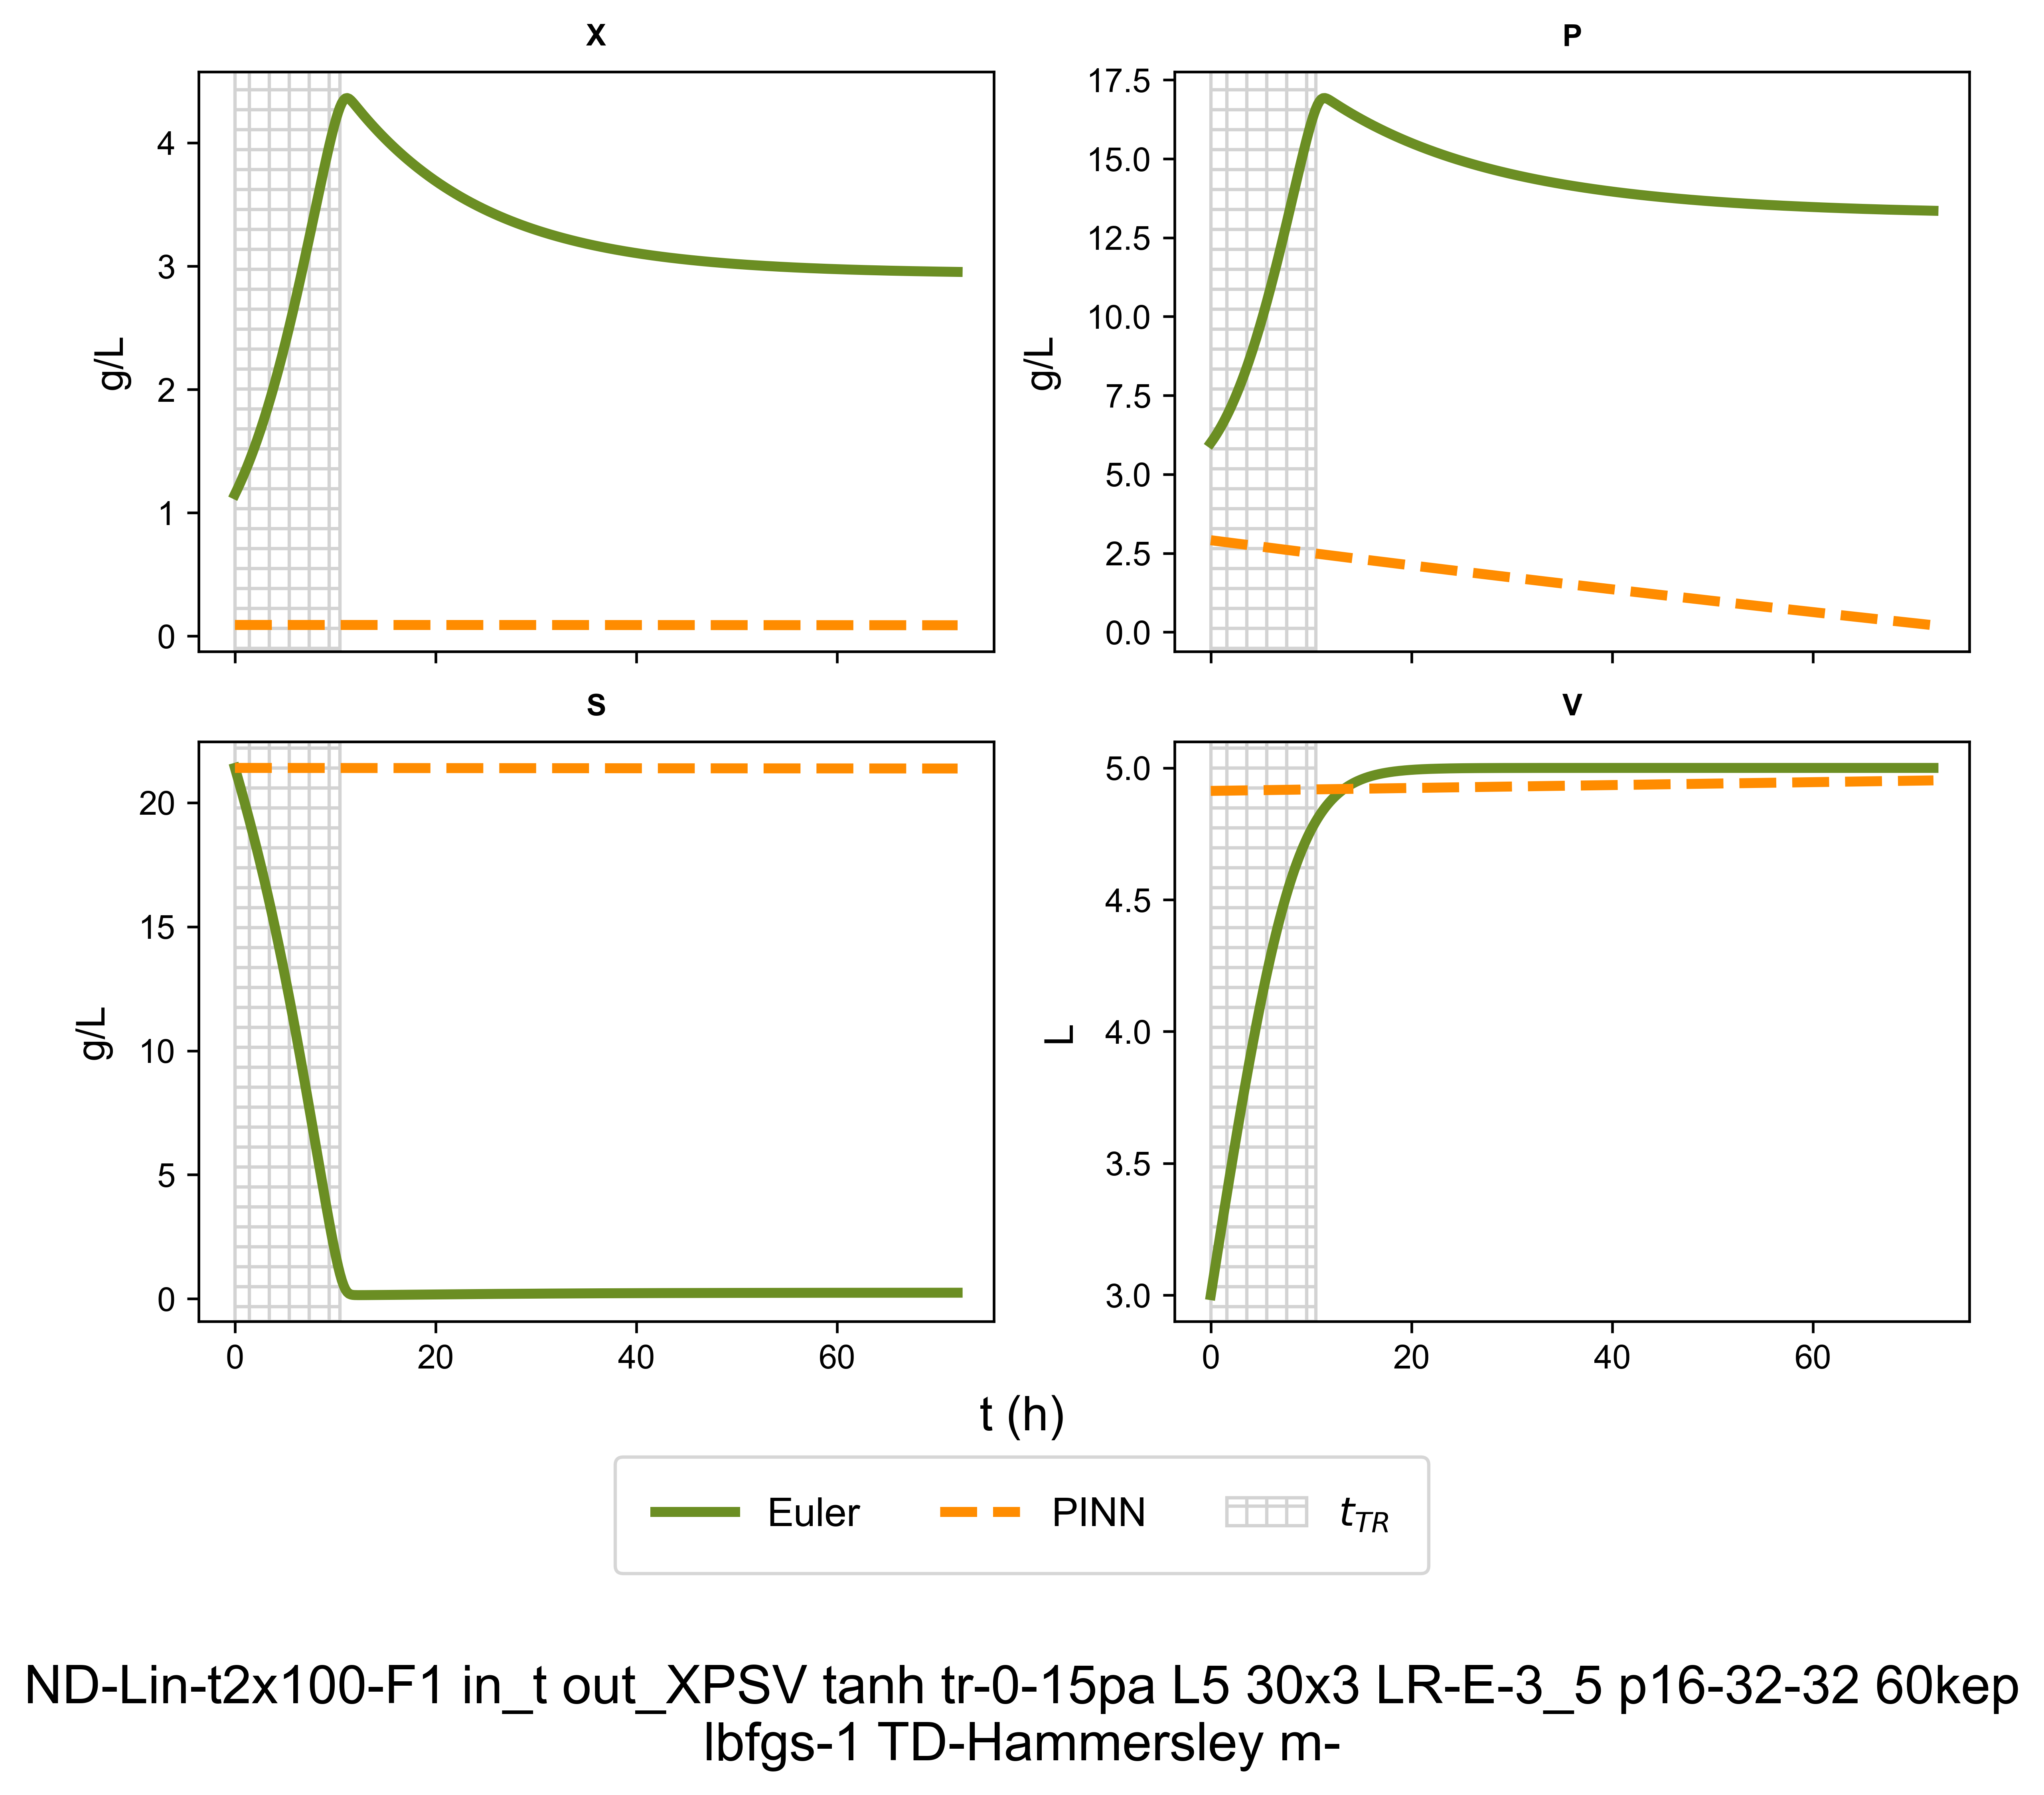 X
P
g/L
4
3
2
1
0
g/L
17.5
15.0
12.5
10.0
7.5
5.0
2.5
0.0
S
V
g/L
20
15
10
5
0
0 20 40 60
L
5.0
4.5
4.0
3.5
3.0
0 20 40 60
t (h)
Euler PINN t_{TR}
ND-Lin-t2x100-F1 in_t out_XPSV tanh tr-0-15pa L5 30x3 LR-E-3_5 p16-32-32 60kep
lbfgs-1 TD-Hammersley m-